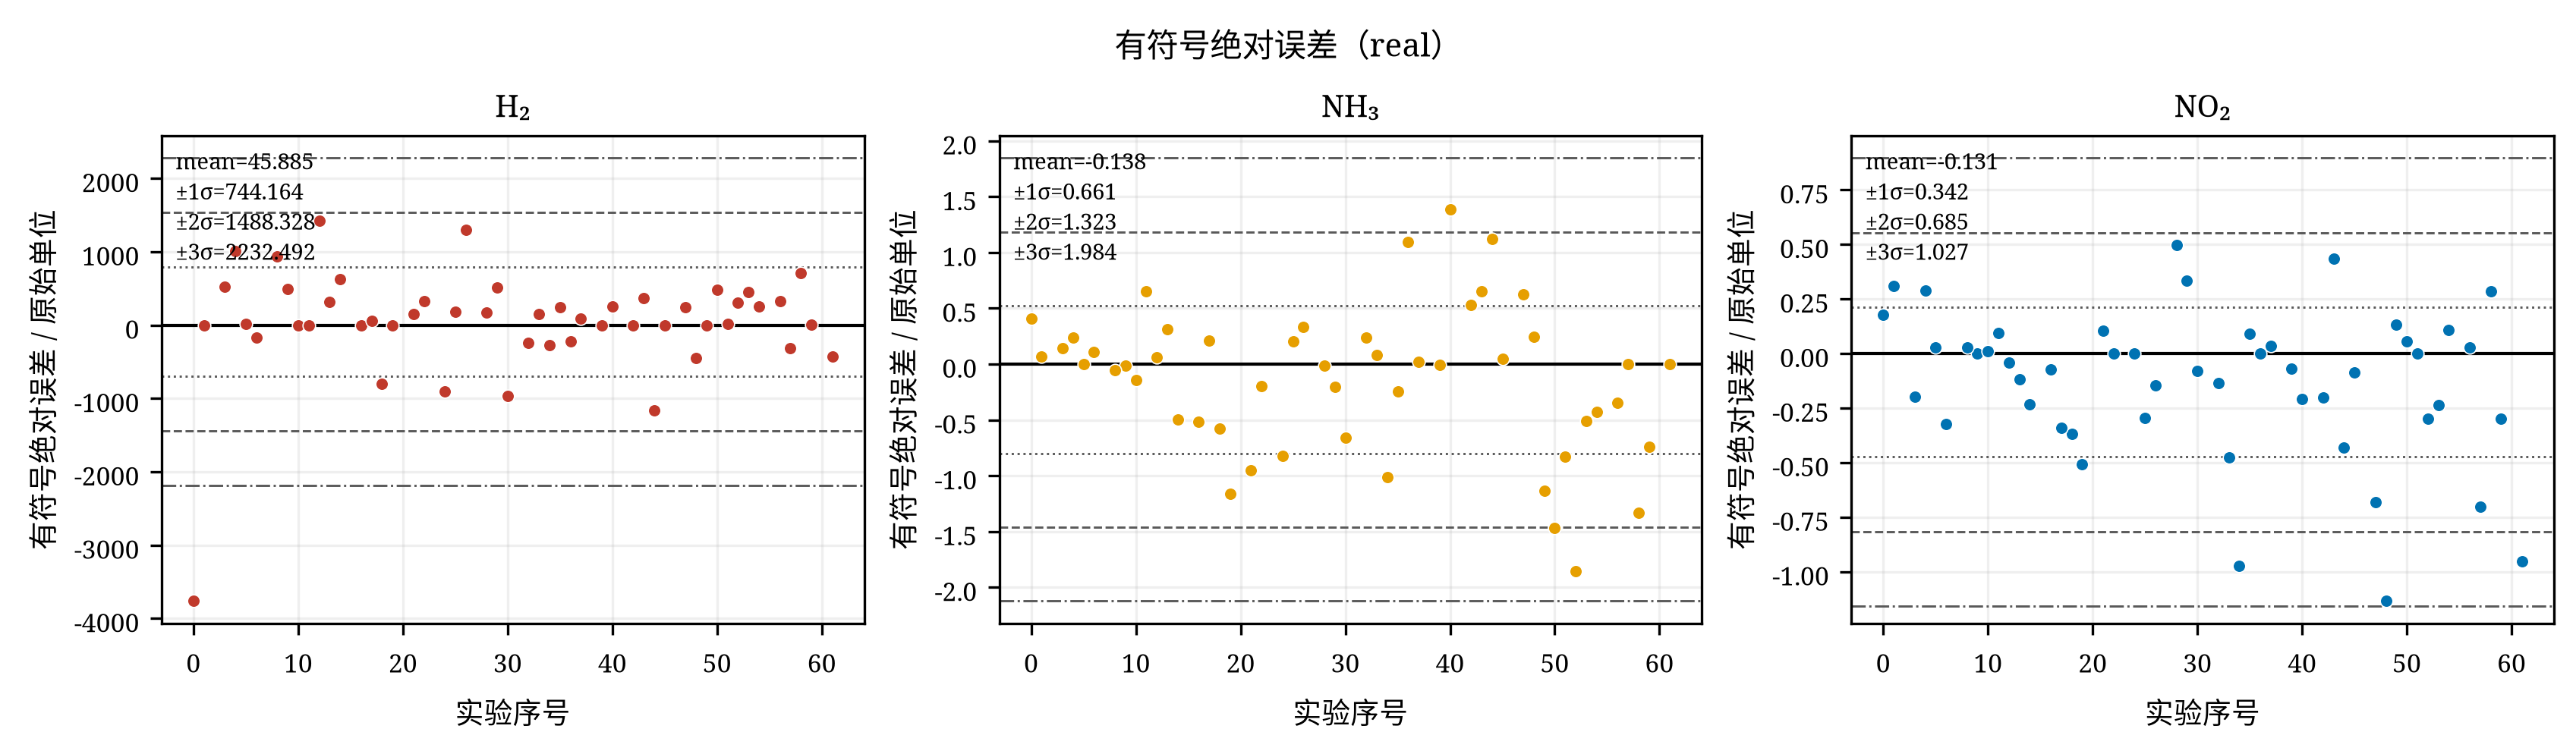 有符号绝对误差（real）
H₂
mean=45.885
±1σ=744.164
±2σ=1488.328
±3σ=2232.492
有符号绝对误差 / 原始单位
2000
1000
0
-1000
-2000
-3000
-4000
0 10 20 30 40 50 60
实验序号
NH₃
mean=-0.138
±1σ=0.661
±2σ=1.323
±3σ=1.984
有符号绝对误差 / 原始单位
2.0
1.5
1.0
0.5
0.0
-0.5
-1.0
-1.5
-2.0
0 10 20 30 40 50 60
实验序号
NO₂
mean=-0.131
±1σ=0.342
±2σ=0.685
±3σ=1.027
有符号绝对误差 / 原始单位
0.75
0.50
0.25
0.00
-0.25
-0.50
-0.75
-1.00
0 10 20 30 40 50 60
实验序号